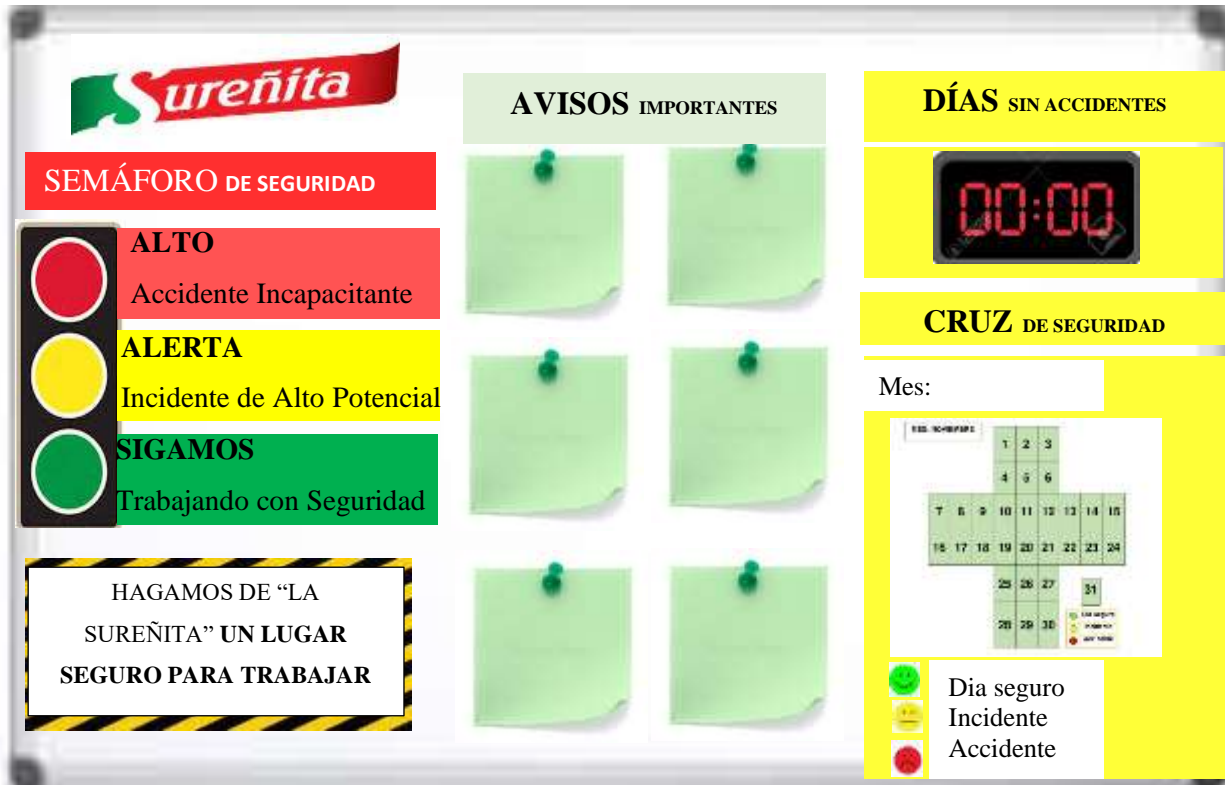 Sureñita
SEMÁFORO DE SEGURIDAD
ALTO
Accidente Incapacitante
ALERTA
Incidente de Alto Potencial
SIGAMOS
Trabajando con Seguridad
HAGAMOS DE “LA
SUREÑITA” UN LUGAR
SEGURO PARA TRABAJAR
AVISOS IMPORTANTES
DÍAS SIN ACCIDENTES
00:00
CRUZ DE SEGURIDAD
Mes:
MES: NOVIEMBRE
1 2 3
4 5 6
7 8 9 10 11 12 13 14 15
16 17 18 19 20 21 22 23 24
25 26 27
31
28 29 30
Dia seguro
Incidente
Accidente